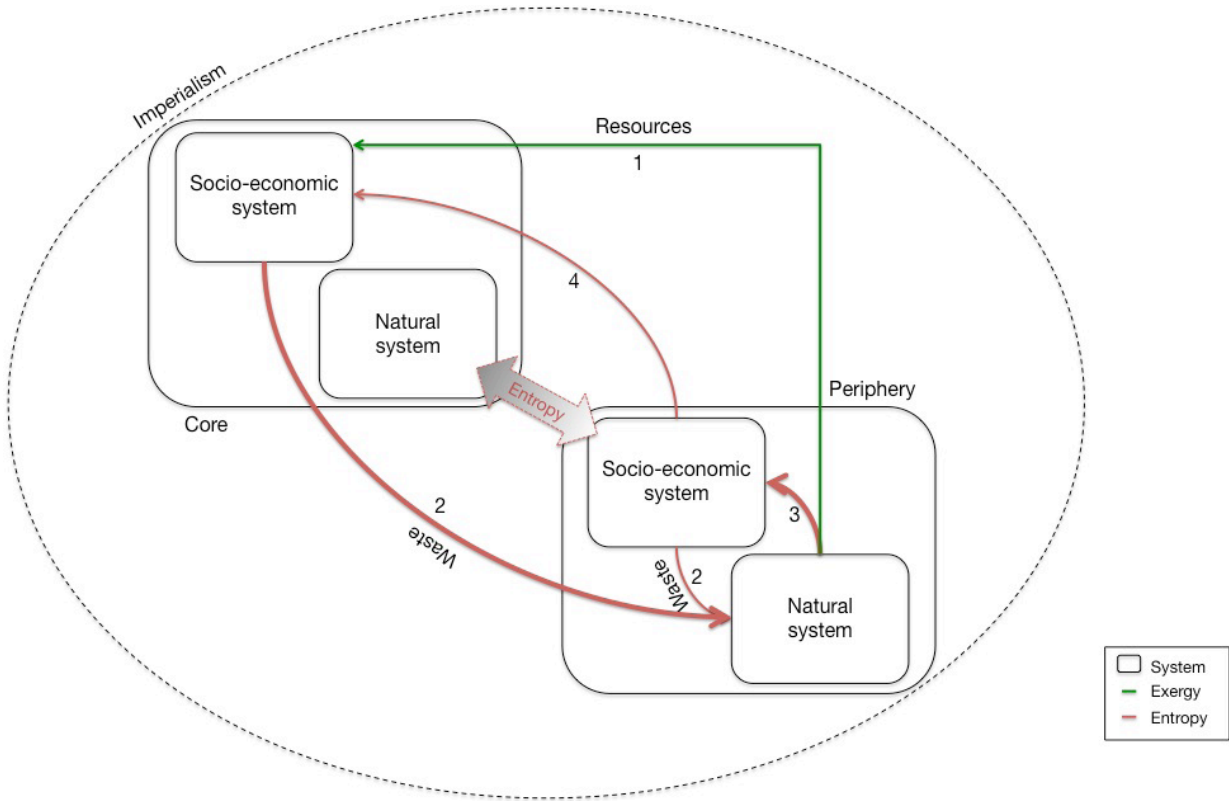 Imperialism
Resources
1
Socio-economic
system
4
Natural
system
Entropy
Core
Periphery
Socio-economic
system
2
Waste
3
2
Waste
Natural
system
System
Exergy
Entropy